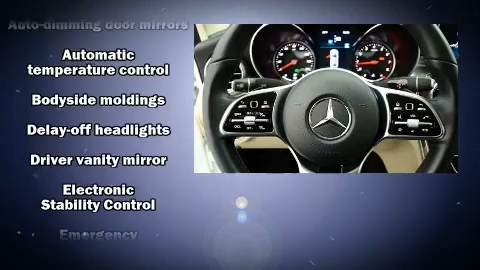 Auto-dimming door mirrors
Automatic
temperature control
Bodyside moldings
Delay-off headlights
Driver vanity mirror
Electronic
Stability Control
Emergency